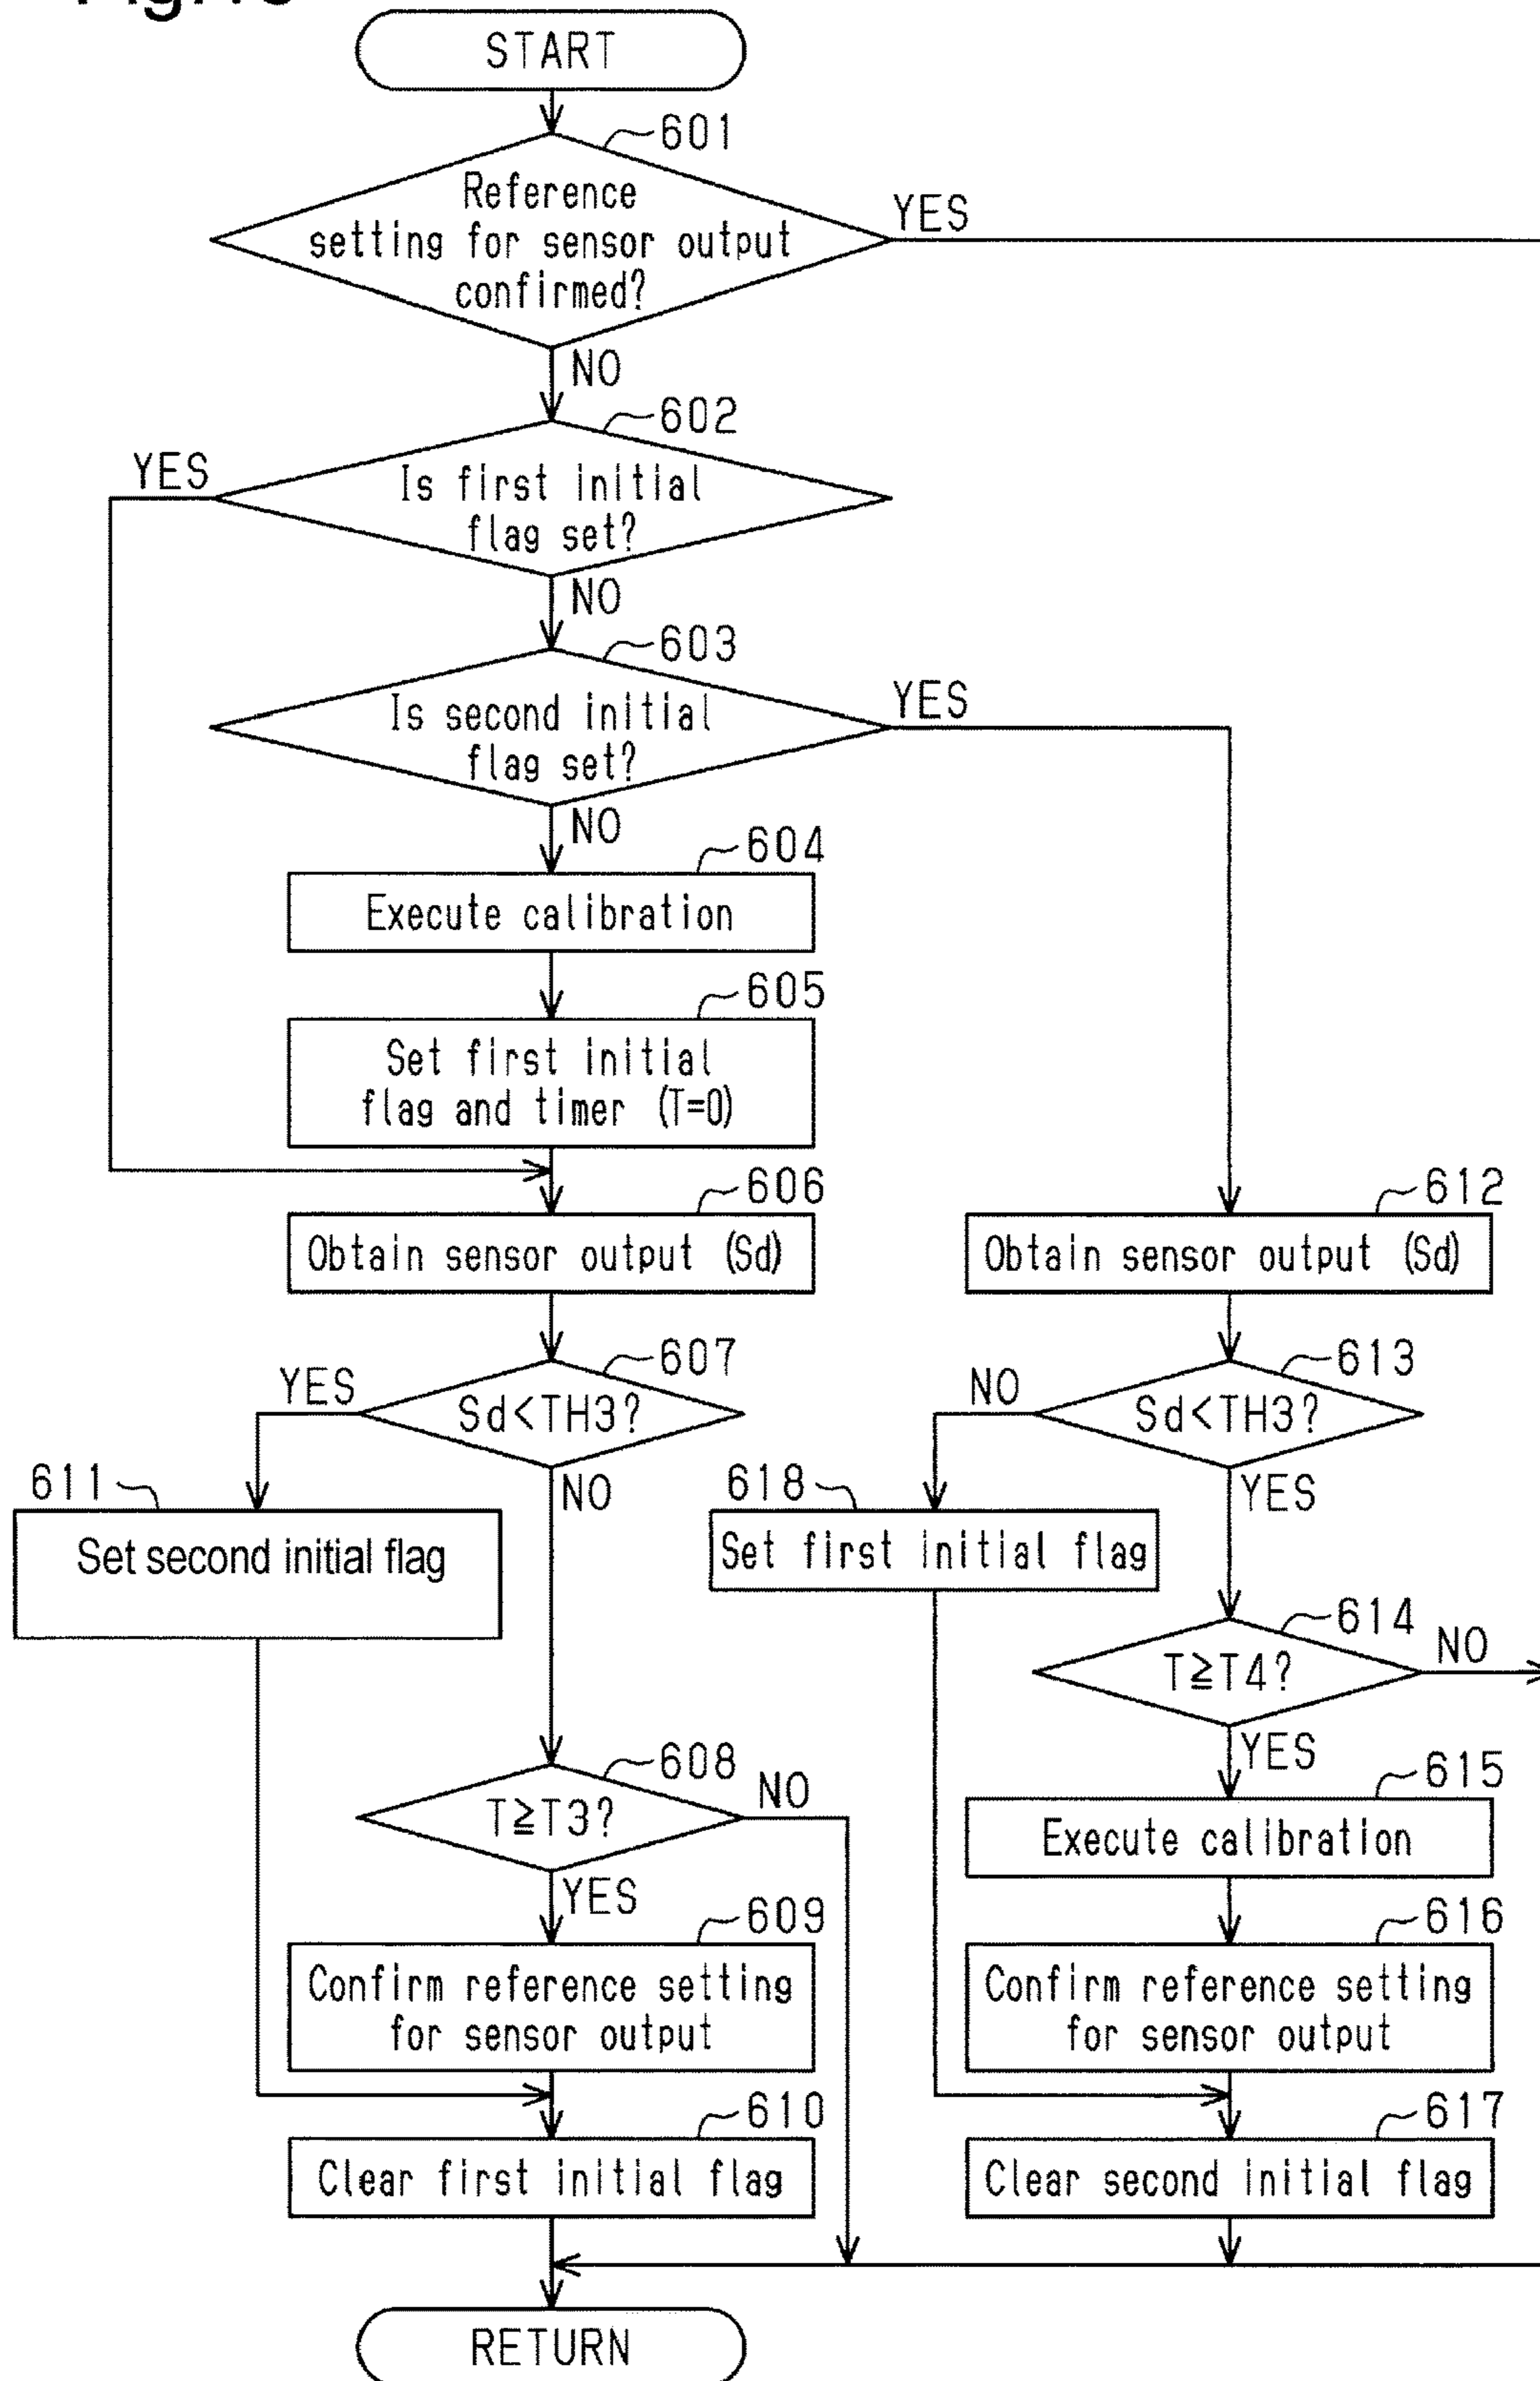 START
601
Reference
setting for sensor output
confirmed?
YES
NO
602
YES
Is first initial
flag set?
NO
603
YES
Is second initial
flag set?
NO
604
Execute calibration
605
Set first initial
flag and timer (T=0)
606
Obtain sensor output (Sd)
612
Obtain sensor output (Sd)
607
YES
Sd<TH3?
NO
613
NO
Sd<TH3?
YES
611
Set second initial flag
618
Set first initial flag
614
T≧T4?
NO
YES
608
T≧T3?
NO
YES
615
Execute calibration
609
Confirm reference setting
for sensor output
616
Confirm reference setting
for sensor output
610
Clear first initial flag
617
Clear second initial flag
RETURN